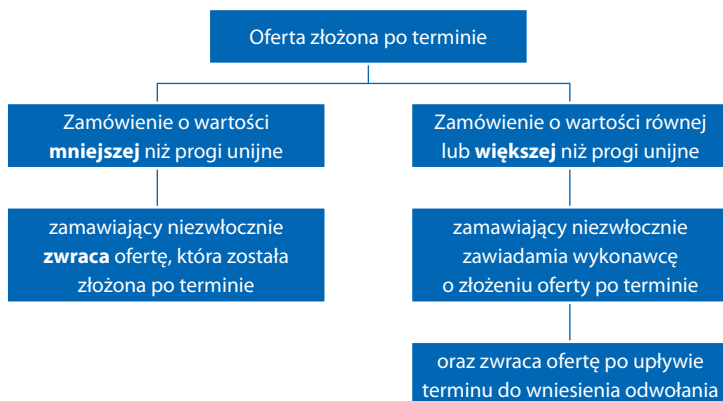 Oferta złożona po terminie
Zamówienie o wartości
mniejszej niż progi unijne
zamawiający niezwłocznie
zwraca ofertę, która została
złożona po terminie
Zamówienie o wartości równej
lub większej niż progi unijne
zamawiający niezwłocznie
zawiadamia wykonawcę
o złożeniu oferty po terminie
oraz zwraca ofertę po upływie
terminu do wniesienia odwołania